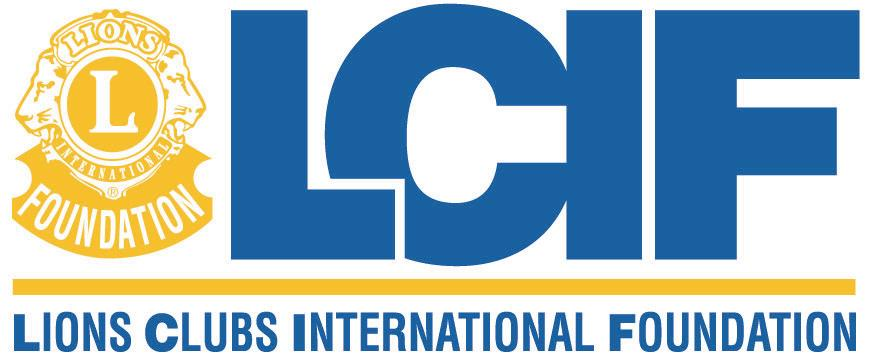 LIONS
L
INTERNATIONAL
®
FOUNDATION
LCIF
LIONS CLUBS INTERNATIONAL FOUNDATION